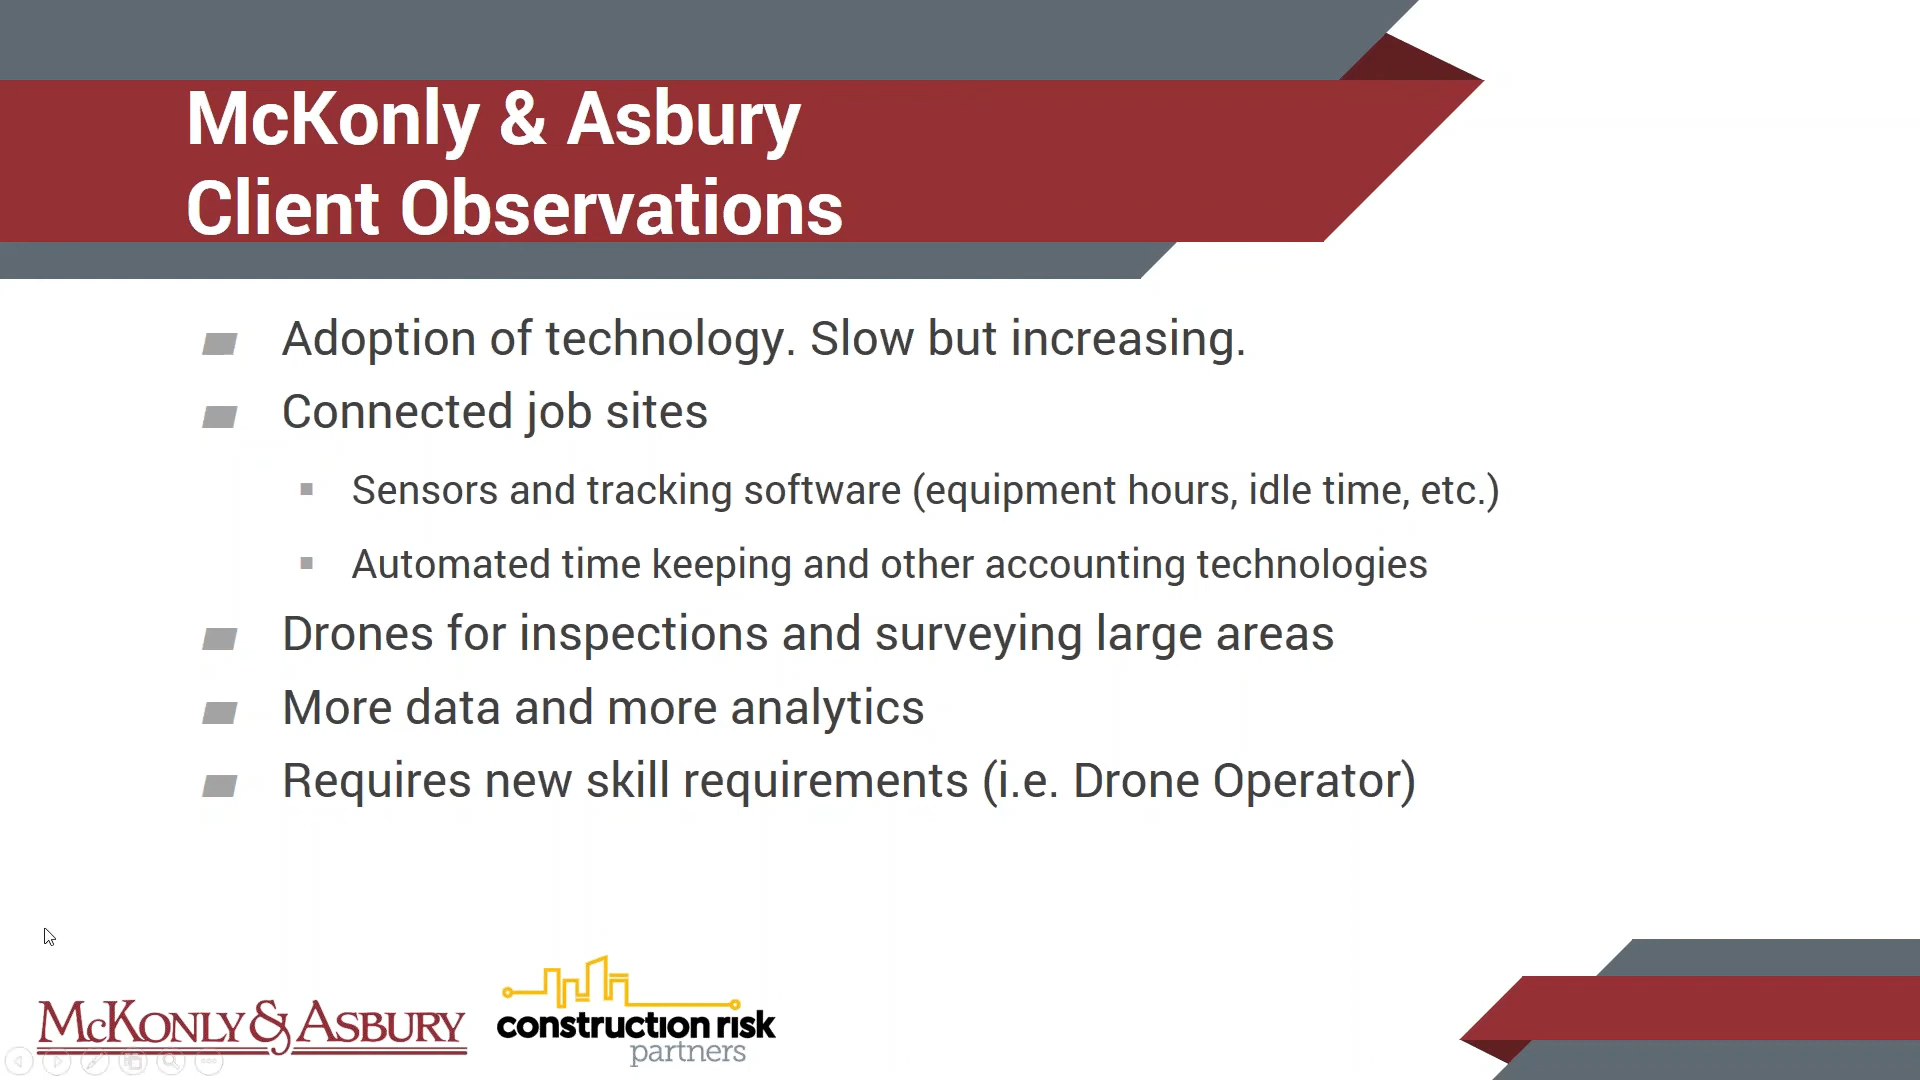 McKonly & Asbury
Client Observations
Adoption of technology. Slow but increasing.
Connected job sites
Sensors and tracking software (equipment hours, idle time, etc.)
Automated time keeping and other accounting technologies
Drones for inspections and surveying large areas
More data and more analytics
Requires new skill requirements (i.e. Drone Operator)
McKonly & Asbury
construction risk
partners